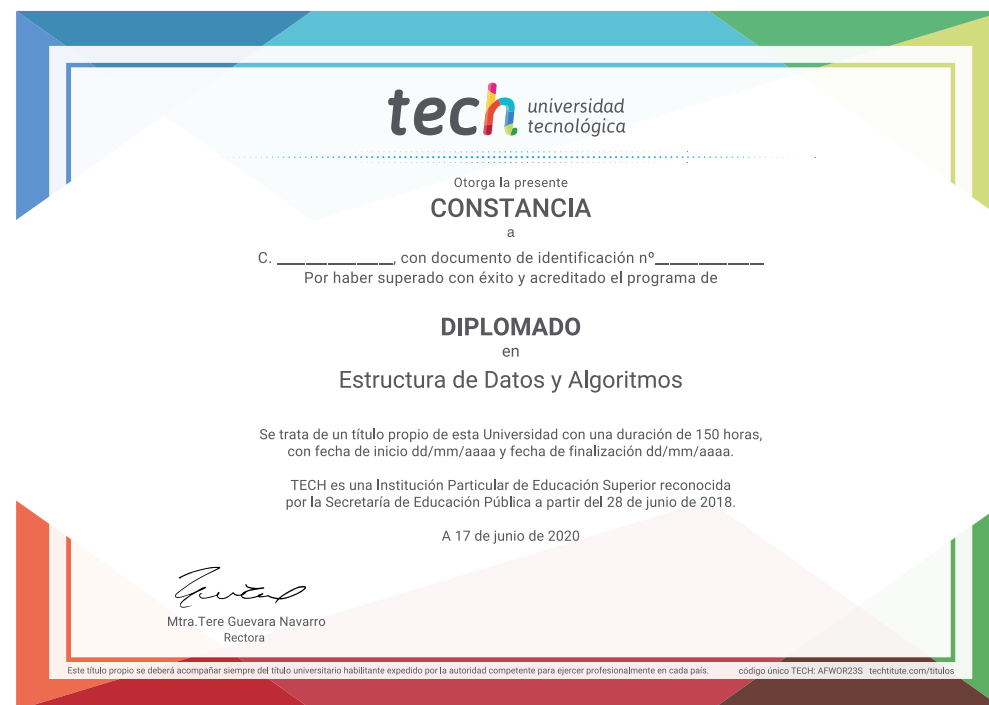 tech universidad
tecnológica
Otorga la presente
CONSTANCIA
a
C. ______________, con documento de identificación nº_____________
Por haber superado con éxito y acreditado el programa de
DIPLOMADO
en
Estructura de Datos y Algoritmos
Se trata de un título propio de esta Universidad con una duración de 150 horas,
con fecha de inicio dd/mm/aaaa y fecha de finalización dd/mm/aaaa.
TECH es una Institución Particular de Educación Superior reconocida
por la Secretaría de Educación Pública a partir del 28 de junio de 2018.
A 17 de junio de 2020
Mtra.Tere Guevara Navarro
Rectora
Este título propio se deberá acompañar siempre del título universitario habilitante expedido por la autoridad competente para ejercer profesionalmente en cada país. código único TECH: AFWOR23S techtitute.com/titulos